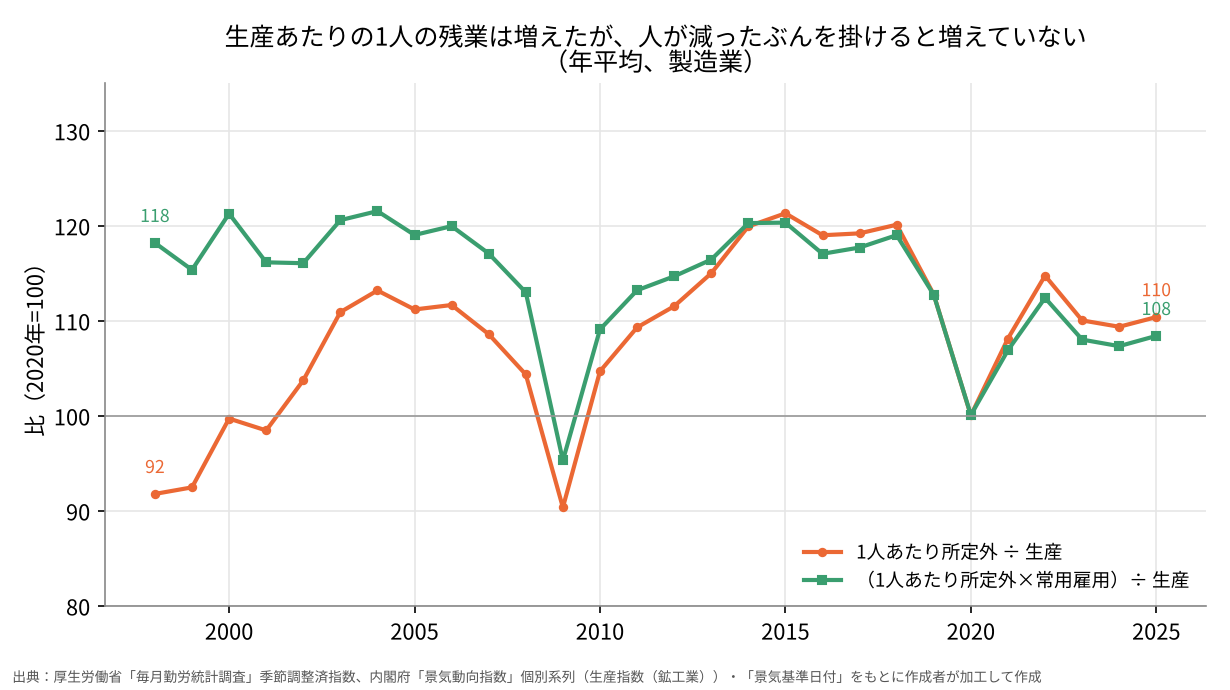 生産あたりの1人の残業は増えたが、人が減ったぶんを掛けると増えていない
（年平均、製造業）
比（2020年=100）
130
120
110
100
90
80
118
92
110
108
1人あたり所定外 ÷ 生産
（1人あたり所定外×常用雇用）÷ 生産
2000
2005
2010
2015
2020
2025
出典：厚生労働省「毎月勤労統計調査」季節調整済指数、内閣府「景気動向指数」個別系列（生産指数（鉱工業））・「景気基準日付」をもとに作成者が加工して作成